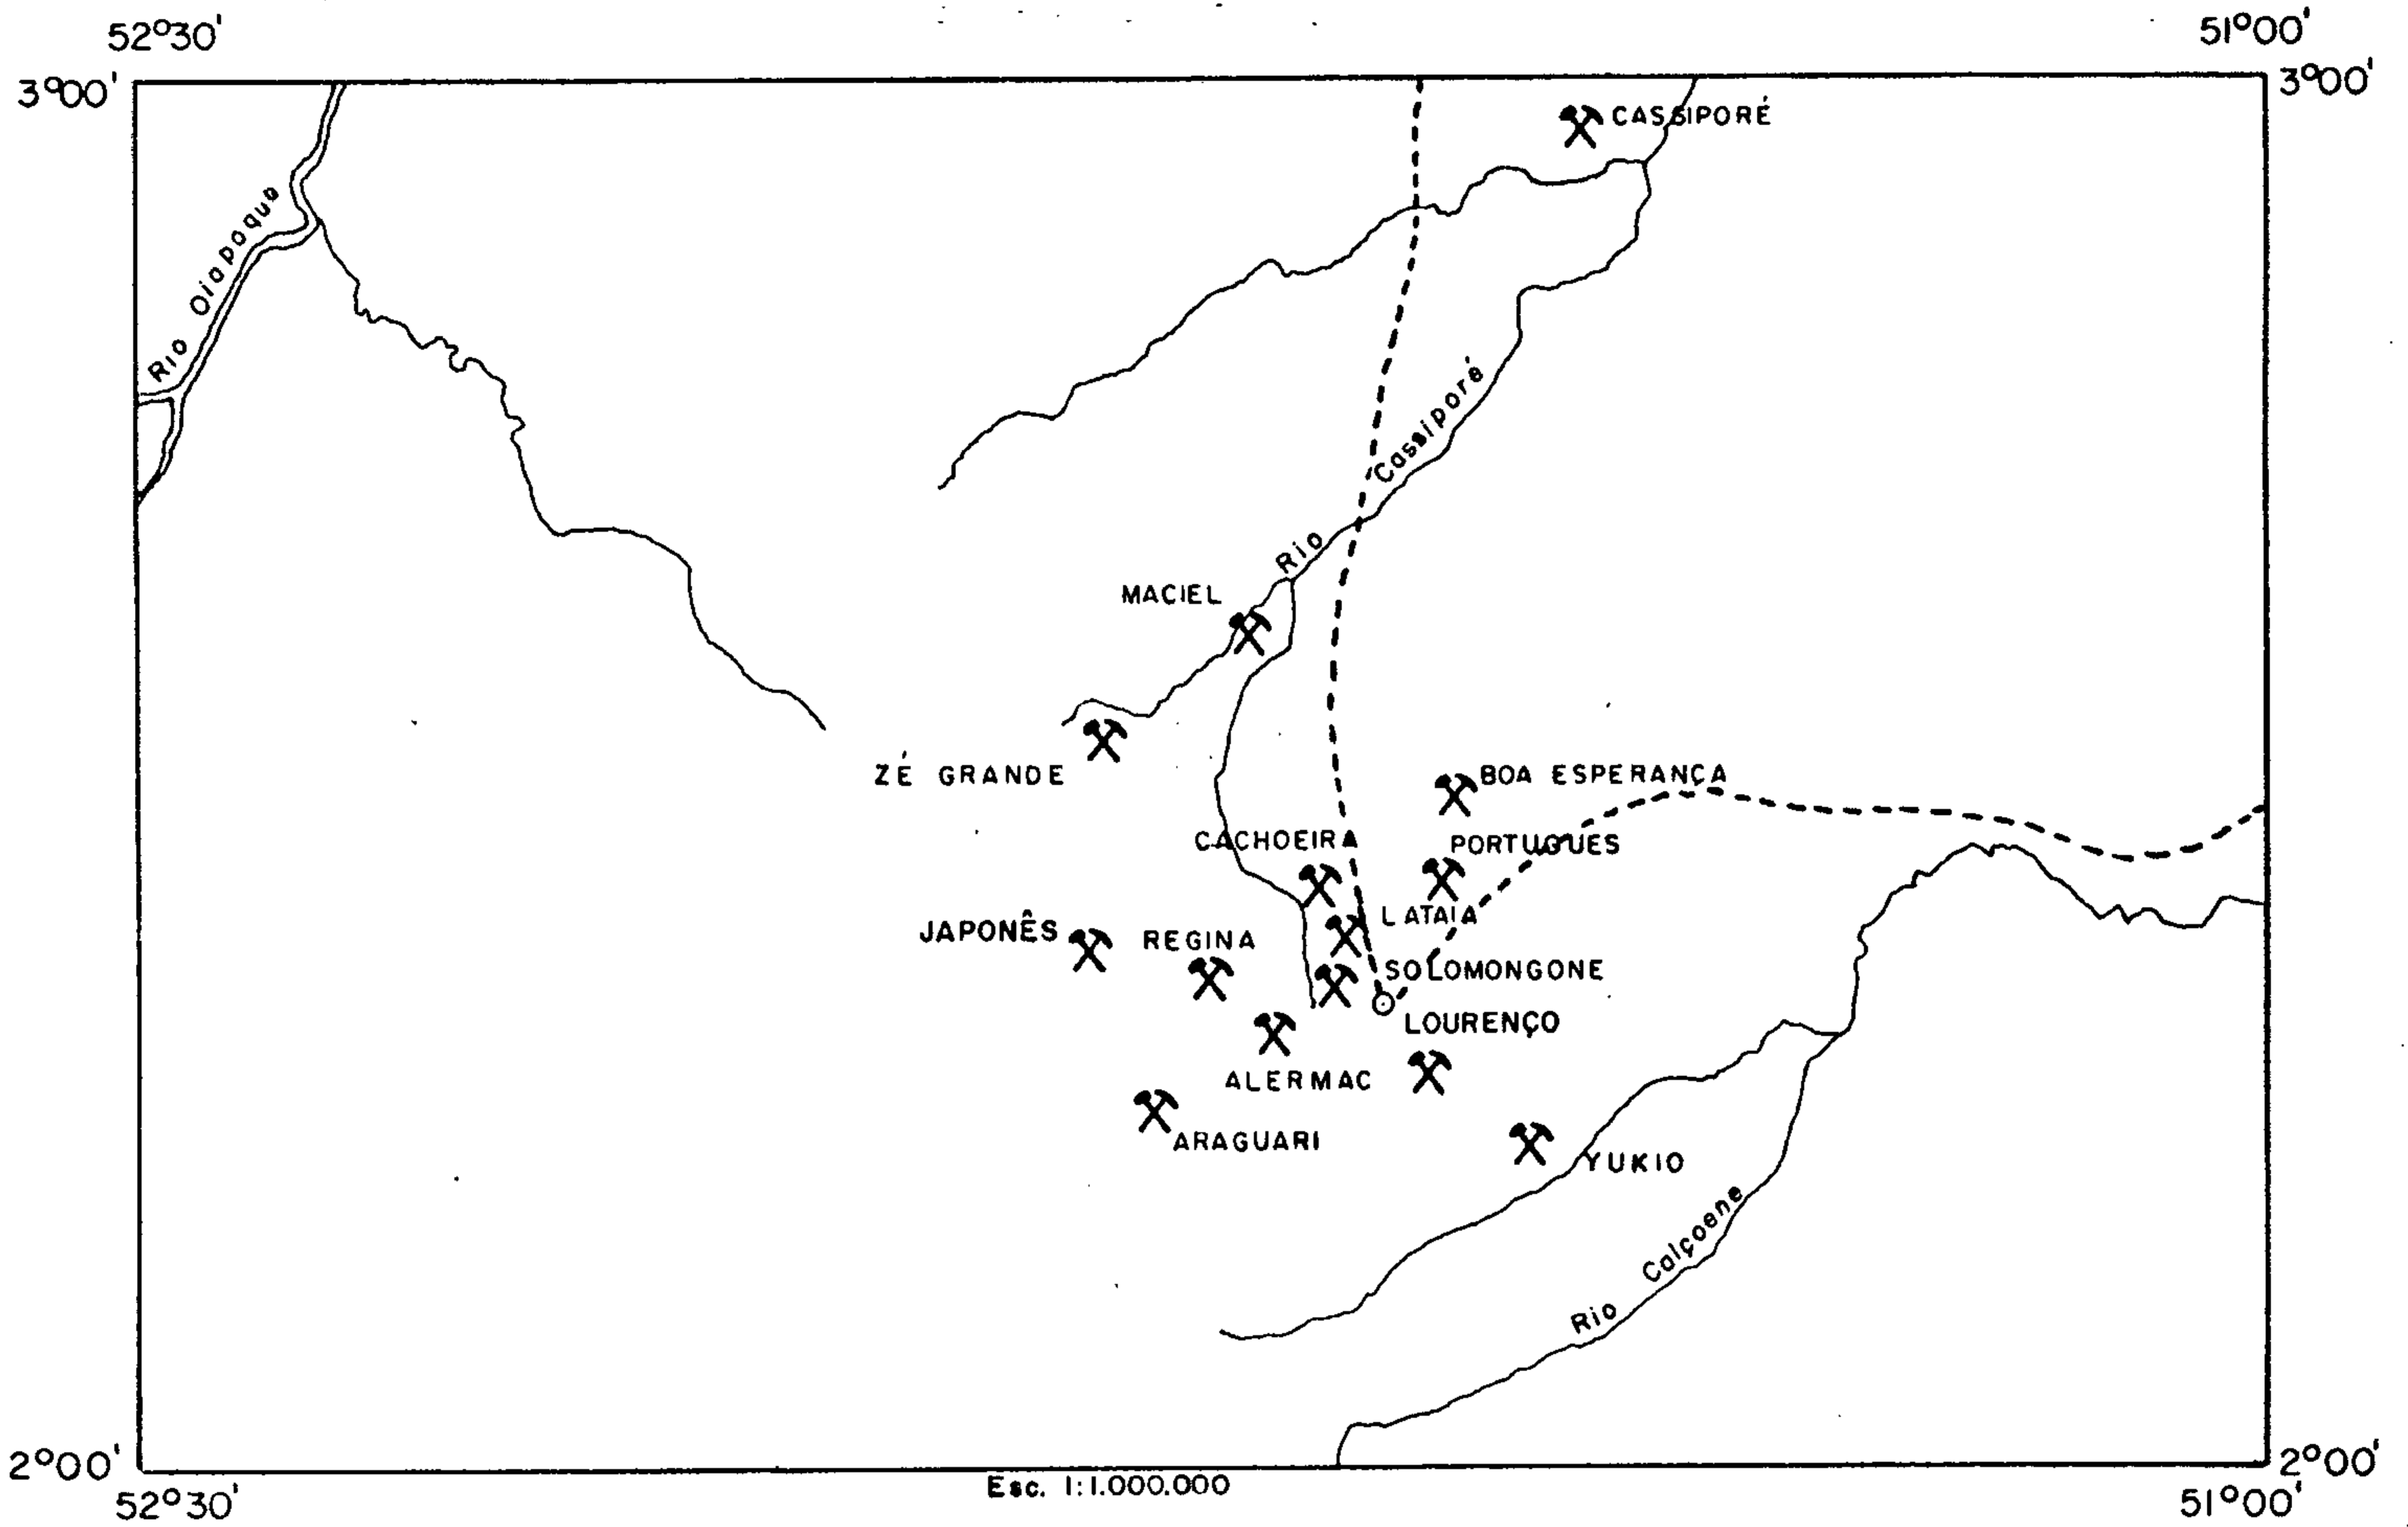 52°30'
51°00'
3°00'
3°00'
CASSIPORÉ
Rio Oiapoque
Rio Cassiporé
MACIEL
ZÉ GRANDE
BOA ESPERANÇA
CACHOEIRA
PORTUGUES
LATAIA
JAPONÊS
REGINA
SOLOMONGONE
LOURENÇO
ALERMAC
ARAGUARI
YUKIO
Rio Calçoene
2°00'
2°00'
Esc. 1:1.000.000
52°30'
51°00'